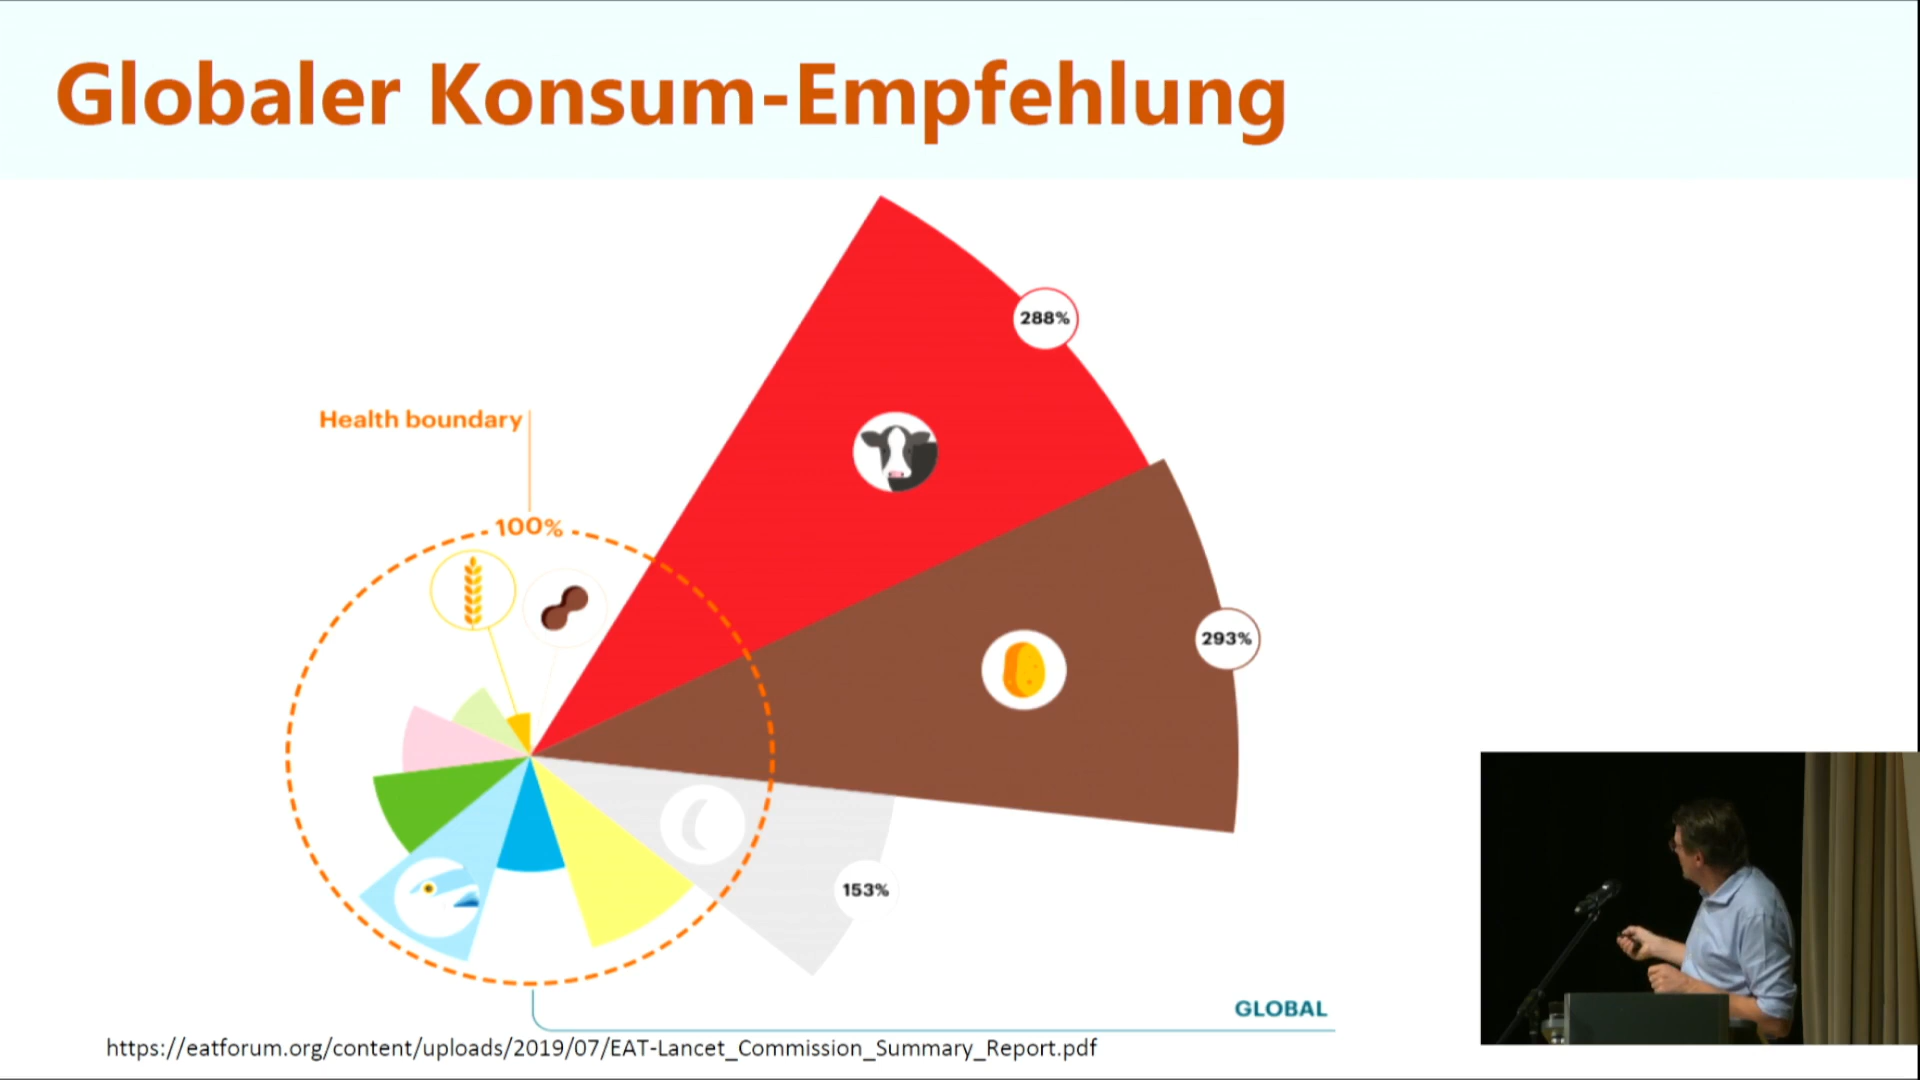 Globaler Konsum-Empfehlung
288%
Health boundary
100%
293%
153%
GLOBAL
https://eatforum.org/content/uploads/2019/07/EAT-Lancet_Commission_Summary_Report.pdf